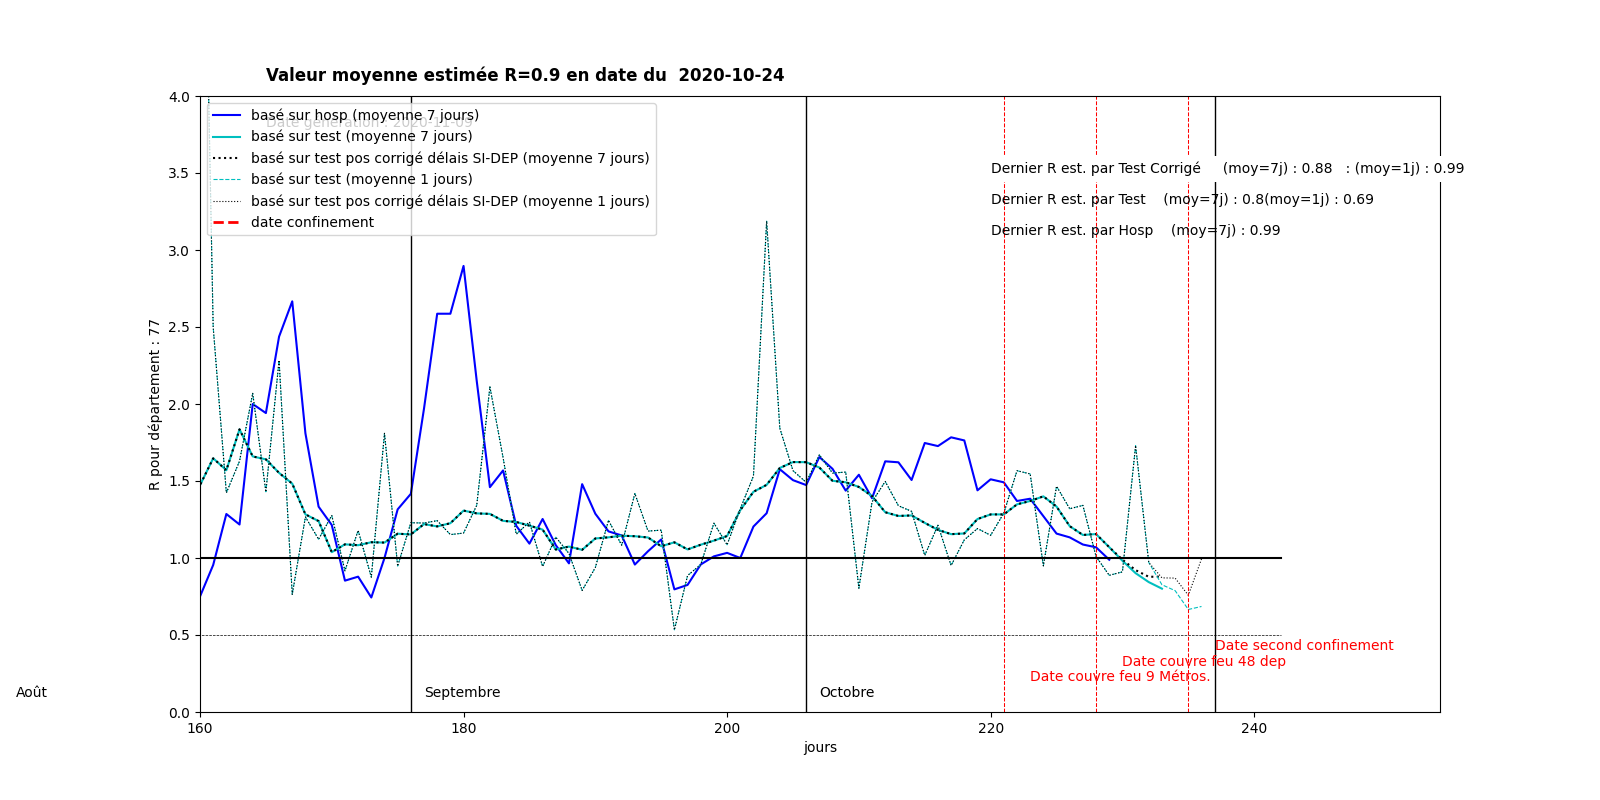 Valeur moyenne estimée R=0.9 en date du  2020-10-24
4.0
3.5
3.0
2.5
2.0
1.5
1.0
0.5
0.0
R pour département : 77
basé sur hosp (moyenne 7 jours)
Date génération : 2020-11-09
basé sur test (moyenne 7 jours)
basé sur test pos corrigé délais SI-DEP (moyenne 7 jours)
basé sur test (moyenne 1 jours)
basé sur test pos corrigé délais SI-DEP (moyenne 1 jours)
date confinement
Dernier R est. par Test Corrigé     (moy=7j) : 0.88   : (moy=1j) : 0.99
Dernier R est. par Test    (moy=7j) : 0.8(moy=1j) : 0.69
Dernier R est. par Hosp    (moy=7j) : 0.99
Date second confinement
Date couvre feu 48 dep
Date couvre feu 9 Métros.
Août
Septembre
Octobre
160
180
200
220
240
jours